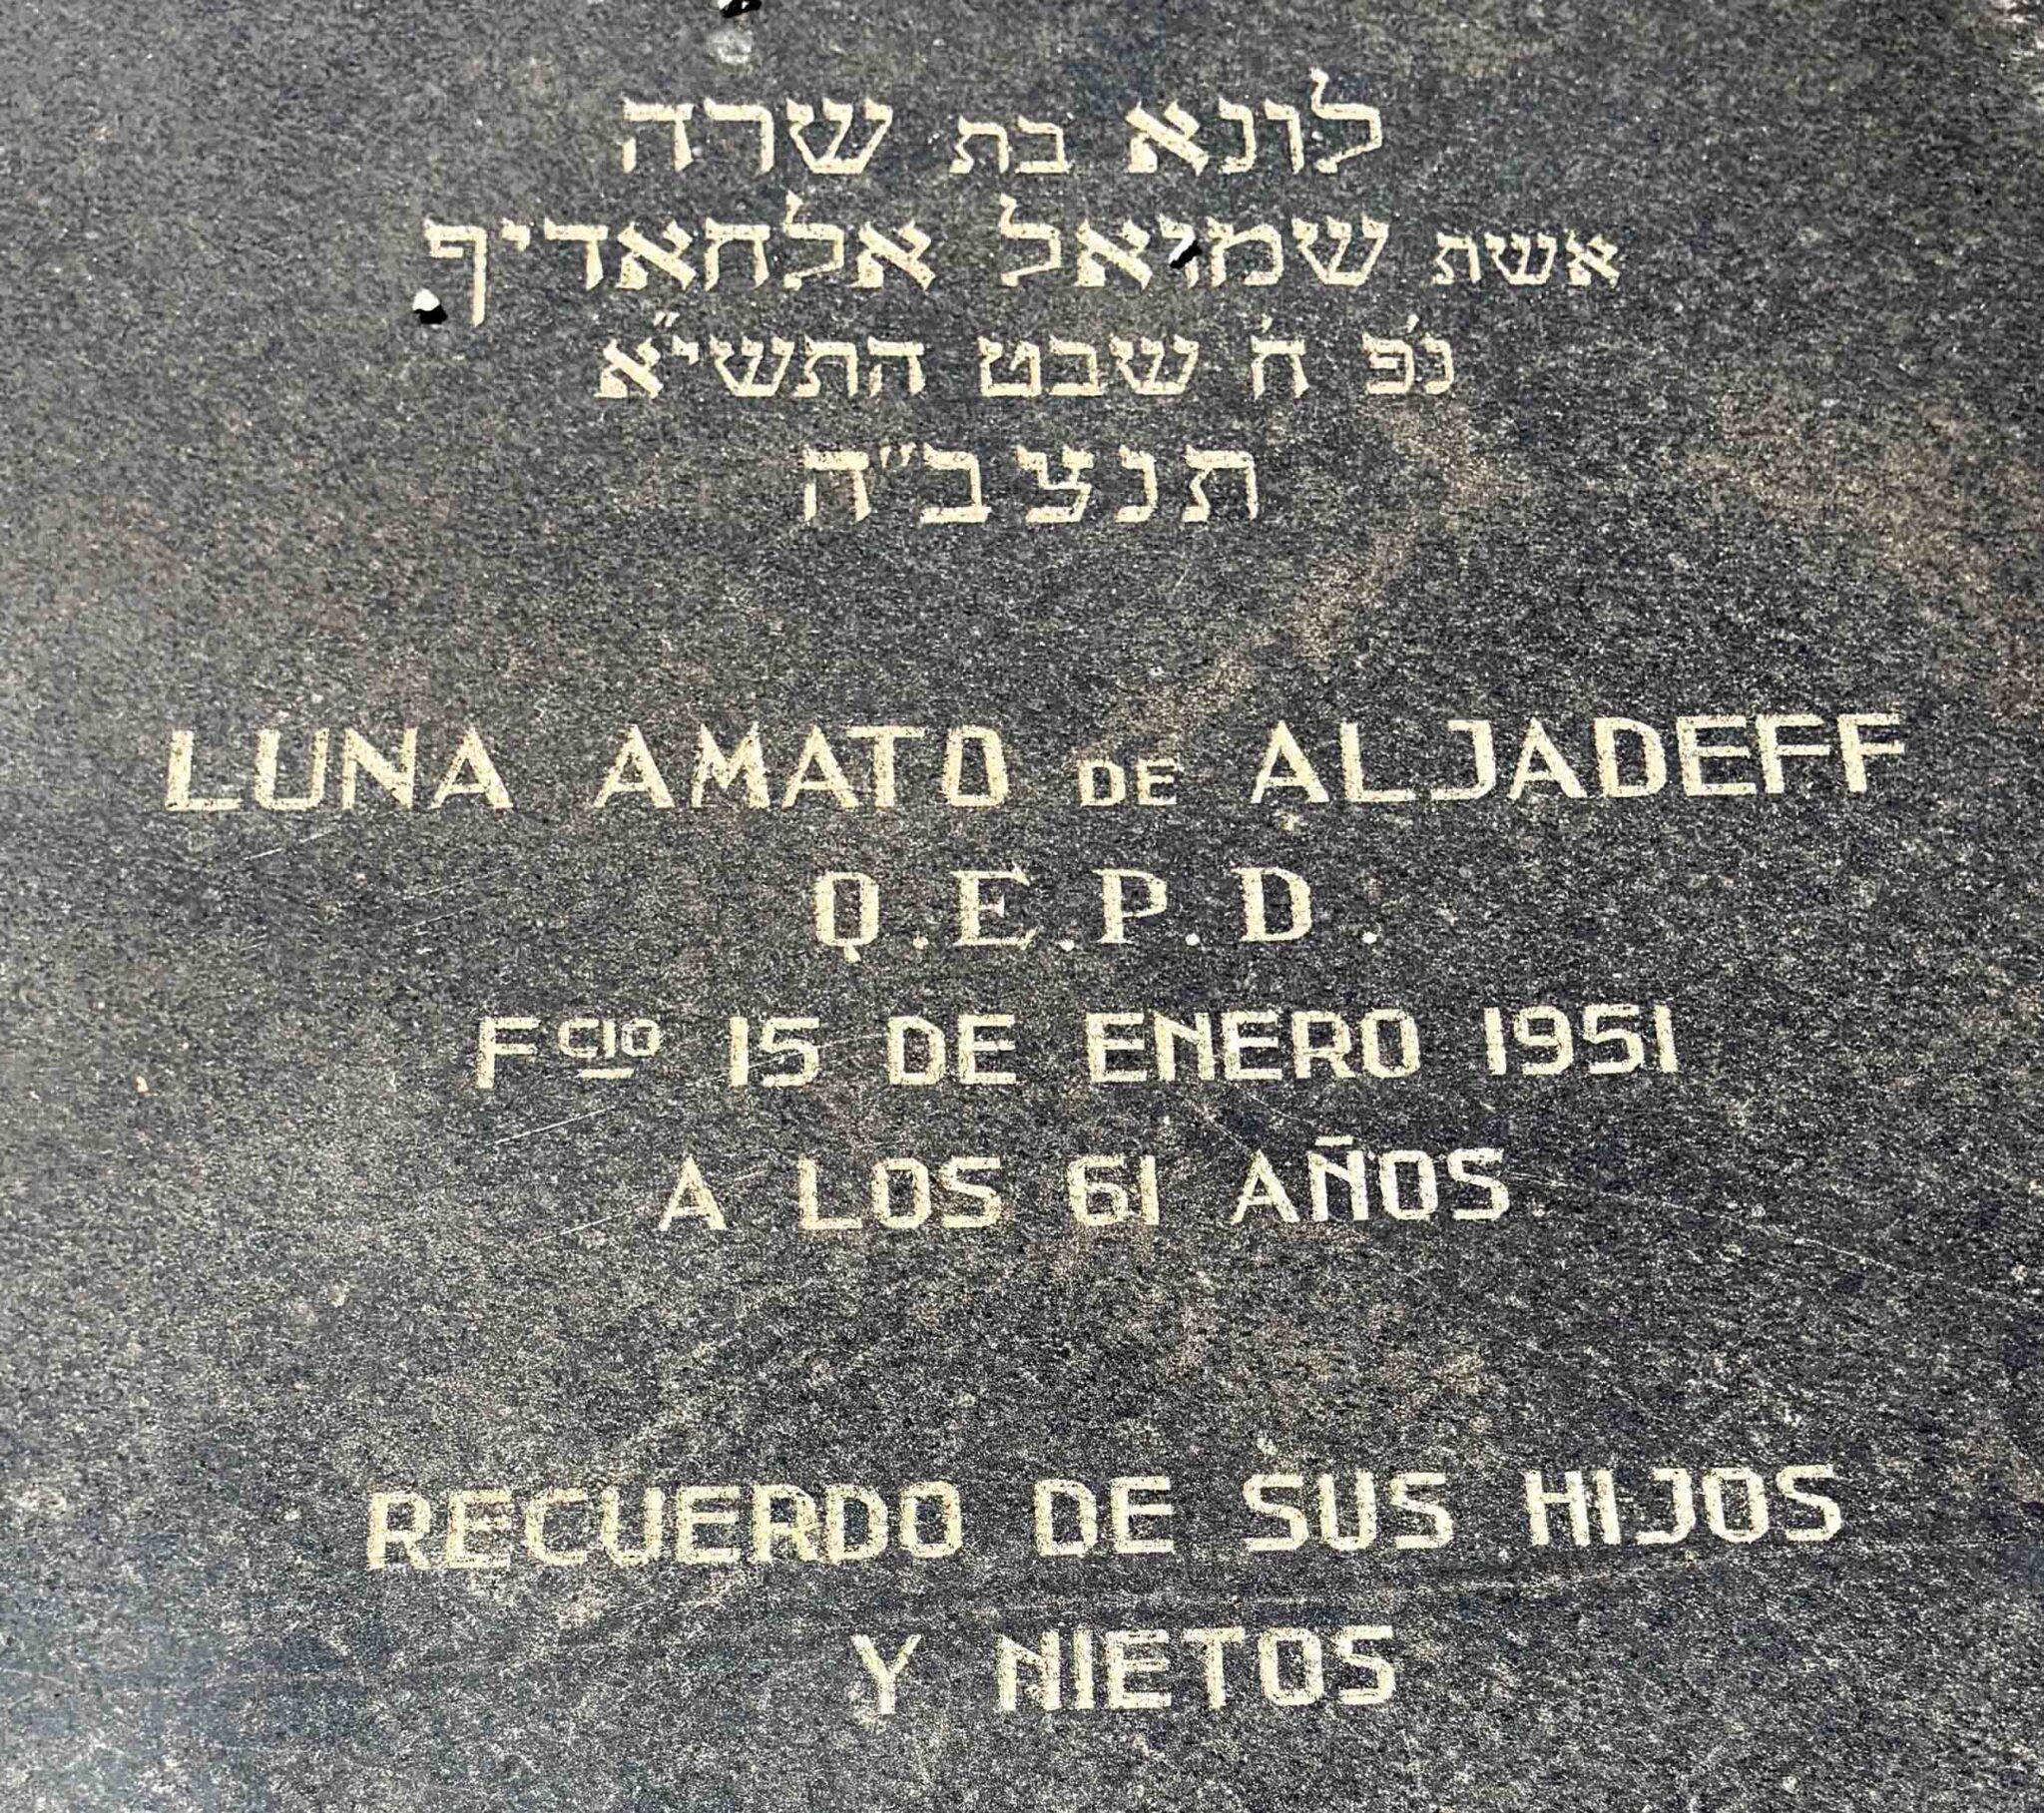 לונא בת שרה
אשת שמואל אלחאדיף
נ'פ ח' שבט התשי"א
תנצב"ה
LUNA AMATO DE ALJADEFF
Q.E.P.D.
Fcio 15 DE ENERO 1951
A LOS 61 AÑOS.
RECUERDO DE SUS HIJOS
Y NIETOS